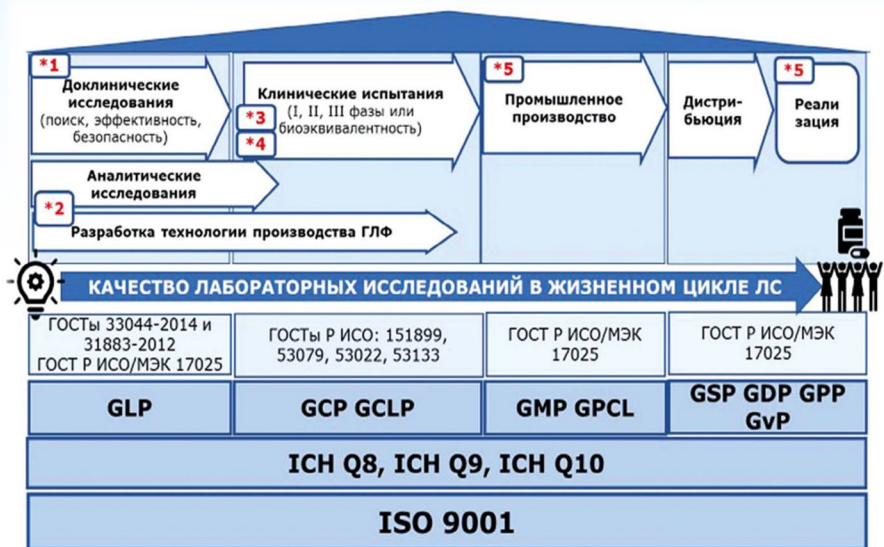 *1
Доклинические
исследования
(поиск, эффективность,
безопасность)
*3
*4
Клинические испытания
(I, II, III фазы или
биоэквивалентность)
*5
Промышленное
производство
Дистри-
бьюция
*5
Реали
зация
Аналитические
исследования
*2
Разработка технологии производства ГЛФ
КАЧЕСТВО ЛАБОРАТОРНЫХ ИССЛЕДОВАНИЙ В ЖИЗНЕННОМ ЦИКЛЕ ЛС
ГОСТы 33044-2014 и
31883-2012
ГОСТ Р ИСО/МЭК 17025
ГОСТы Р ИСО: 151899,
53079, 53022, 53133
ГОСТ Р ИСО/МЭК
17025
ГОСТ Р ИСО/МЭК
17025
GLP
GCP GCLP
GMP GPCL
GSP GDP GPP
GvP
ICH Q8, ICH Q9, ICH Q10
ISO 9001